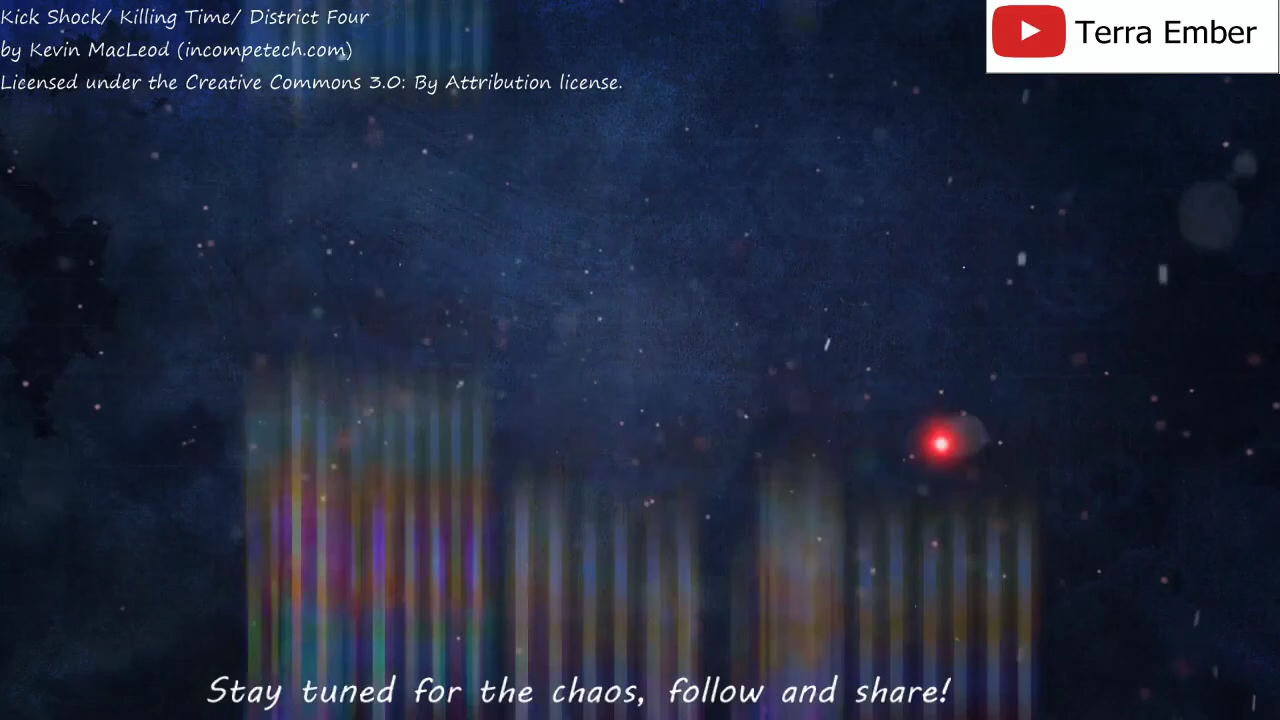 Kick Shock/ Killing Time/ District Four
by Kevin MacLeod (incompetech.com)
Licensed under the Creative Commons 3.0: By Attribution license.
Terra Ember
Stay tuned for the chaos, follow and share!